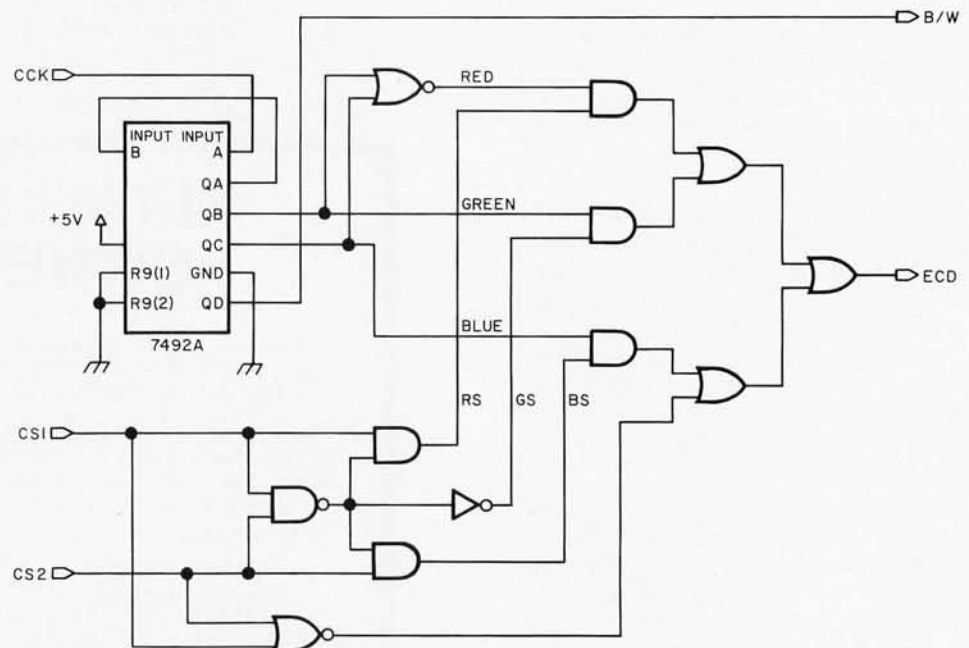 B/W
CCK
RED
INPUT INPUT
B A
QA
QB
GREEN
+5V
QC
R9(1) GND
ECD
R9(2) QD
BLUE
7492A
RS GS BS
CS1
CS2